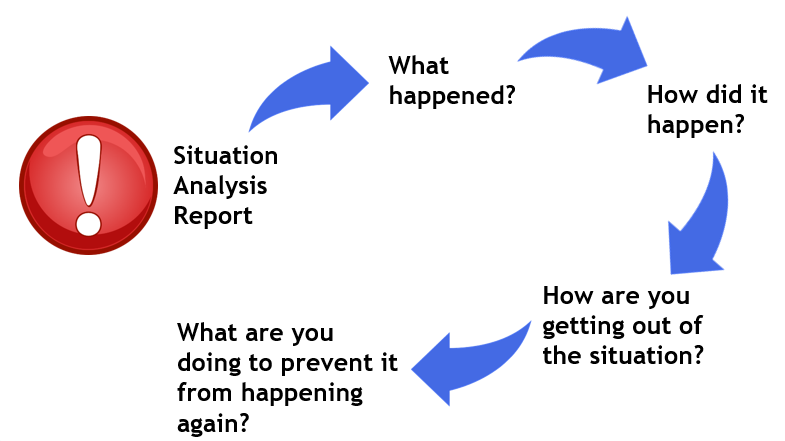 Situation
Analysis
Report
What
happened?
How did it
happen?
How are you
getting out of
the situation?
What are you
doing to prevent it
from happening
again?